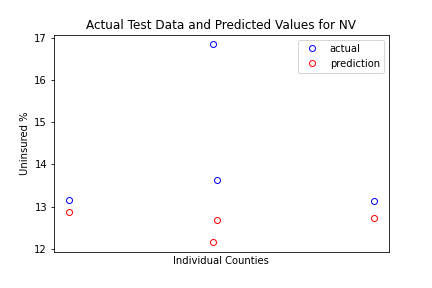 Actual Test Data and Predicted Values for NV
actual
prediction
17
16
15
14
13
12
Uninsured %
Individual Counties